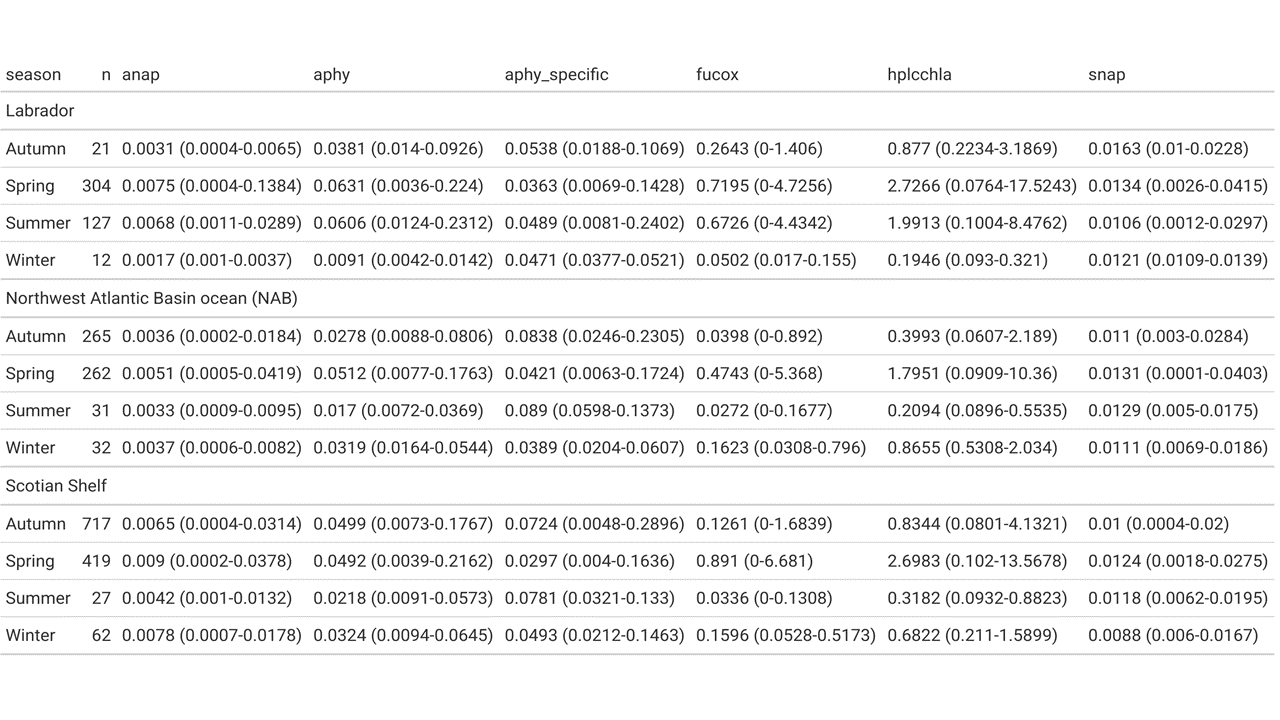 season n anap aphy aphy_specific fucox hplcchla snap
Labrador
Autumn 21 0.0031 (0.0004-0.0065) 0.0381 (0.014-0.0926) 0.0538 (0.0188-0.1069) 0.2643 (0-1.406) 0.877 (0.2234-3.1869) 0.0163 (0.01-0.0228)
Spring 304 0.0075 (0.0004-0.1384) 0.0631 (0.0036-0.224) 0.0363 (0.0069-0.1428) 0.7195 (0-4.7256) 2.7266 (0.0764-17.5243) 0.0134 (0.0026-0.0415)
Summer 127 0.0068 (0.0011-0.0289) 0.0606 (0.0124-0.2312) 0.0489 (0.0081-0.2402) 0.6726 (0-4.4342) 1.9913 (0.1004-8.4762) 0.0106 (0.0012-0.0297)
Winter 12 0.0017 (0.001-0.0037) 0.0091 (0.0042-0.0142) 0.0471 (0.0377-0.0521) 0.0502 (0.017-0.155) 0.1946 (0.093-0.321) 0.0121 (0.0109-0.0139)
Northwest Atlantic Basin ocean (NAB)
Autumn 265 0.0036 (0.0002-0.0184) 0.0278 (0.0088-0.0806) 0.0838 (0.0246-0.2305) 0.0398 (0-0.892) 0.3993 (0.0607-2.189) 0.011 (0.003-0.0284)
Spring 262 0.0051 (0.0005-0.0419) 0.0512 (0.0077-0.1763) 0.0421 (0.0063-0.1724) 0.4743 (0-5.368) 1.7951 (0.0909-10.36) 0.0131 (0.0001-0.0403)
Summer 31 0.0033 (0.0009-0.0095) 0.017 (0.0072-0.0369) 0.089 (0.0598-0.1373) 0.0272 (0-0.1677) 0.2094 (0.0896-0.5535) 0.0129 (0.005-0.0175)
Winter 32 0.0037 (0.0006-0.0082) 0.0319 (0.0164-0.0544) 0.0389 (0.0204-0.0607) 0.1623 (0.0308-0.796) 0.8655 (0.5308-2.034) 0.0111 (0.0069-0.0186)
Scotian Shelf
Autumn 717 0.0065 (0.0004-0.0314) 0.0499 (0.0073-0.1767) 0.0724 (0.0048-0.2896) 0.1261 (0-1.6839) 0.8344 (0.0801-4.1321) 0.01 (0.0004-0.02)
Spring 419 0.009 (0.0002-0.0378) 0.0492 (0.0039-0.2162) 0.0297 (0.004-0.1636) 0.891 (0-6.681) 2.6983 (0.102-13.5678) 0.0124 (0.0018-0.0275)
Summer 27 0.0042 (0.001-0.0132) 0.0218 (0.0091-0.0573) 0.0781 (0.0321-0.133) 0.0336 (0-0.1308) 0.3182 (0.0932-0.8823) 0.0118 (0.0062-0.0195)
Winter 62 0.0078 (0.0007-0.0178) 0.0324 (0.0094-0.0645) 0.0493 (0.0212-0.1463) 0.1596 (0.0528-0.5173) 0.6822 (0.211-1.5899) 0.0088 (0.006-0.0167)